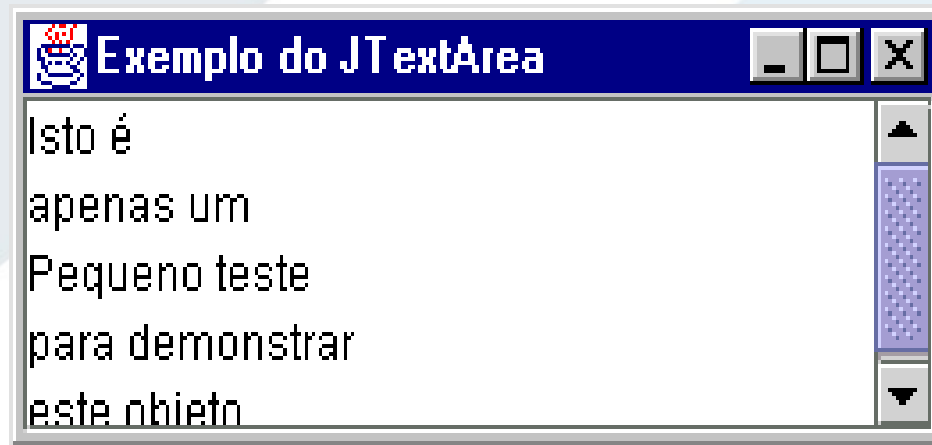 Exemplo do JTextArea
Isto é
apenas um
Pequeno teste
para demonstrar
este objeto